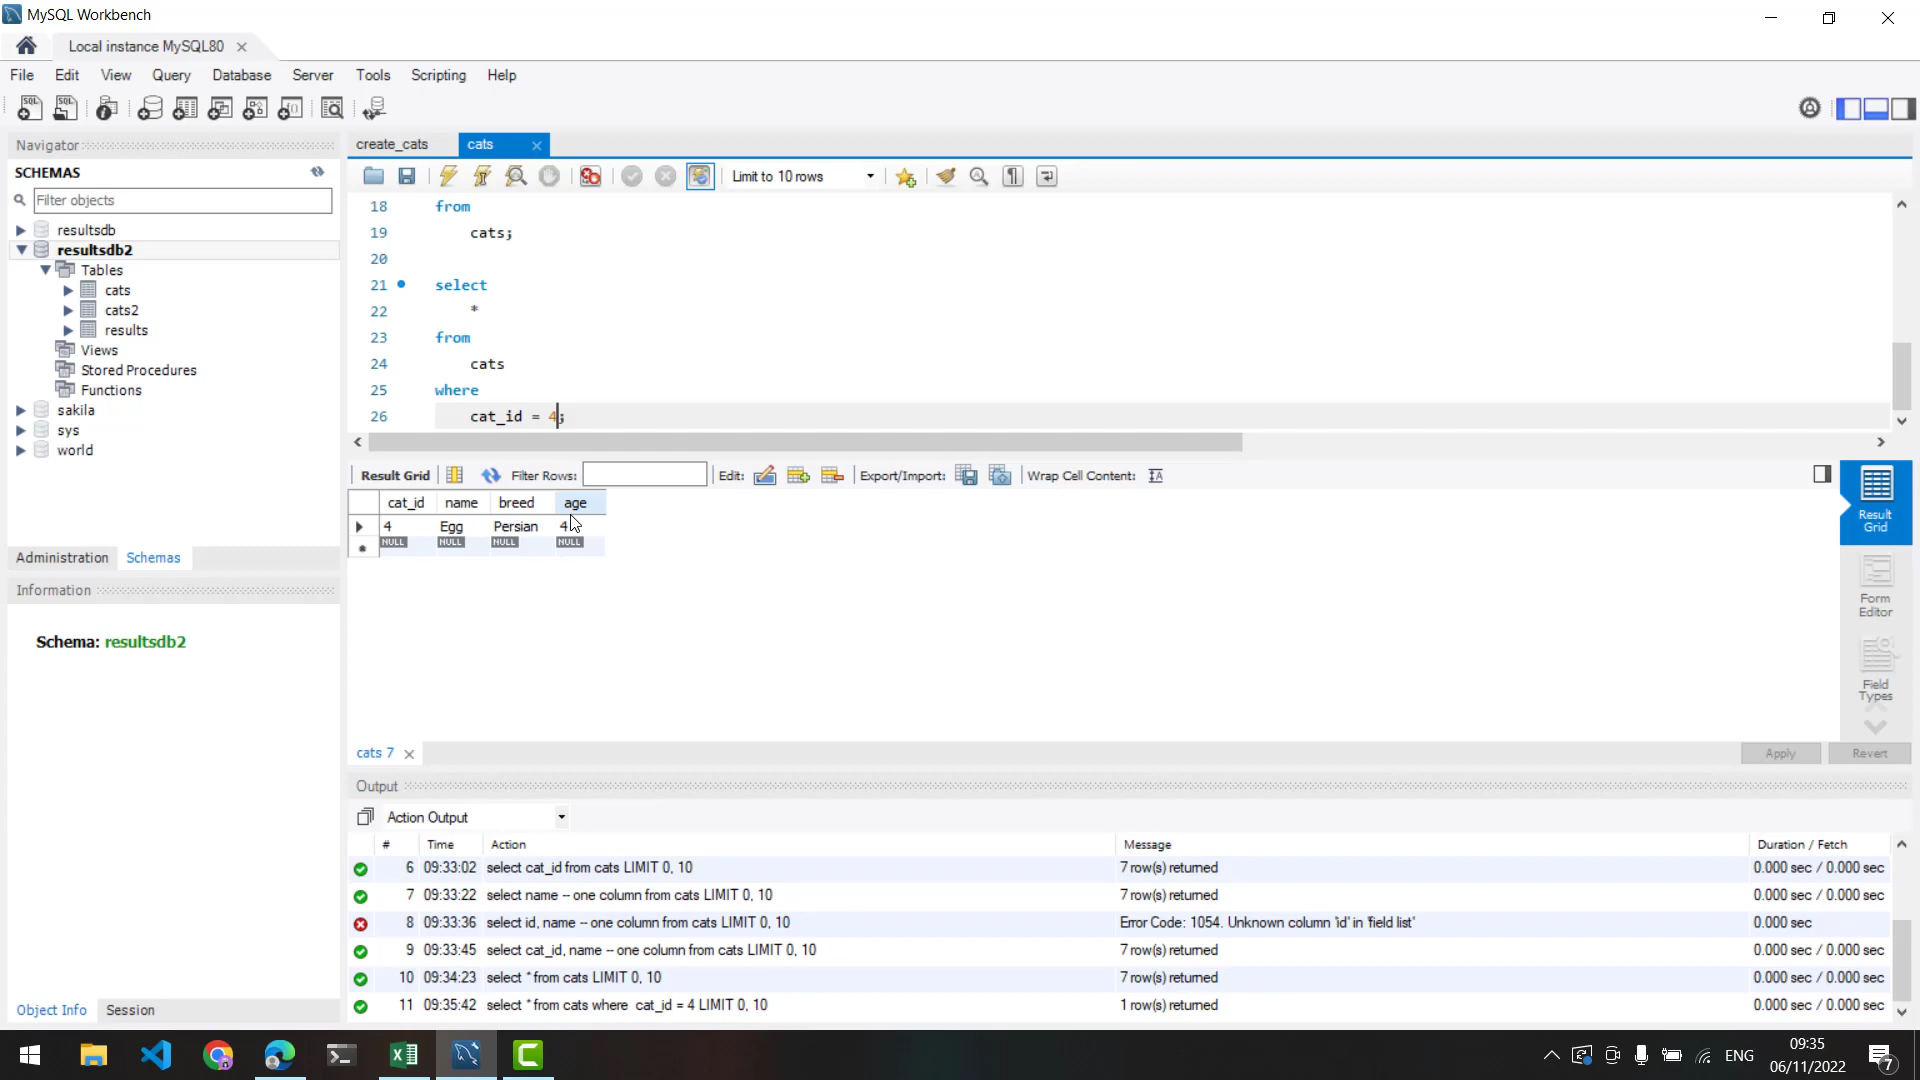 MySQL Workbench
Local instance MySQL80
File Edit View Query Database Server Tools Scripting Help
Navigator
SCHEMAS
Filter objects
resultsdb
resultsdb2
Tables
cats
cats2
results
Views
Stored Procedures
Functions
sakila
sys
world
Administration Schemas
Information
Schema: resultsdb2
Object Info Session
create_cats cats
Limit to 10 rows
18 from
19 cats;
20
21 select
22 *
23 from
24 cats
25 where
26 cat_id = 4;
Result Grid Filter Rows: Edit: Export/Import: Wrap Cell Content:
cat_id name breed age
4 Egg Persian 4
NULL NULL NULL NULL
Result Grid
Form Editor
Field Types
cats 7
Apply Revert
Output
Action Output
# Time Action Message Duration / Fetch
6 09:33:02 select cat_id from cats LIMIT 0, 10 7 row(s) returned 0.000 sec / 0.000 sec
7 09:33:22 select name -- one column from cats LIMIT 0, 10 7 row(s) returned 0.000 sec / 0.000 sec
8 09:33:36 select id, name -- one column from cats LIMIT 0, 10 Error Code: 1054. Unknown column 'id' in 'field list' 0.000 sec
9 09:33:45 select cat_id, name -- one column from cats LIMIT 0, 10 7 row(s) returned 0.000 sec / 0.000 sec
10 09:34:23 select * from cats LIMIT 0, 10 7 row(s) returned 0.000 sec / 0.000 sec
11 09:35:42 select * from cats where cat_id = 4 LIMIT 0, 10 1 row(s) returned 0.000 sec / 0.000 sec
ENG
09:35
06/11/2022
7